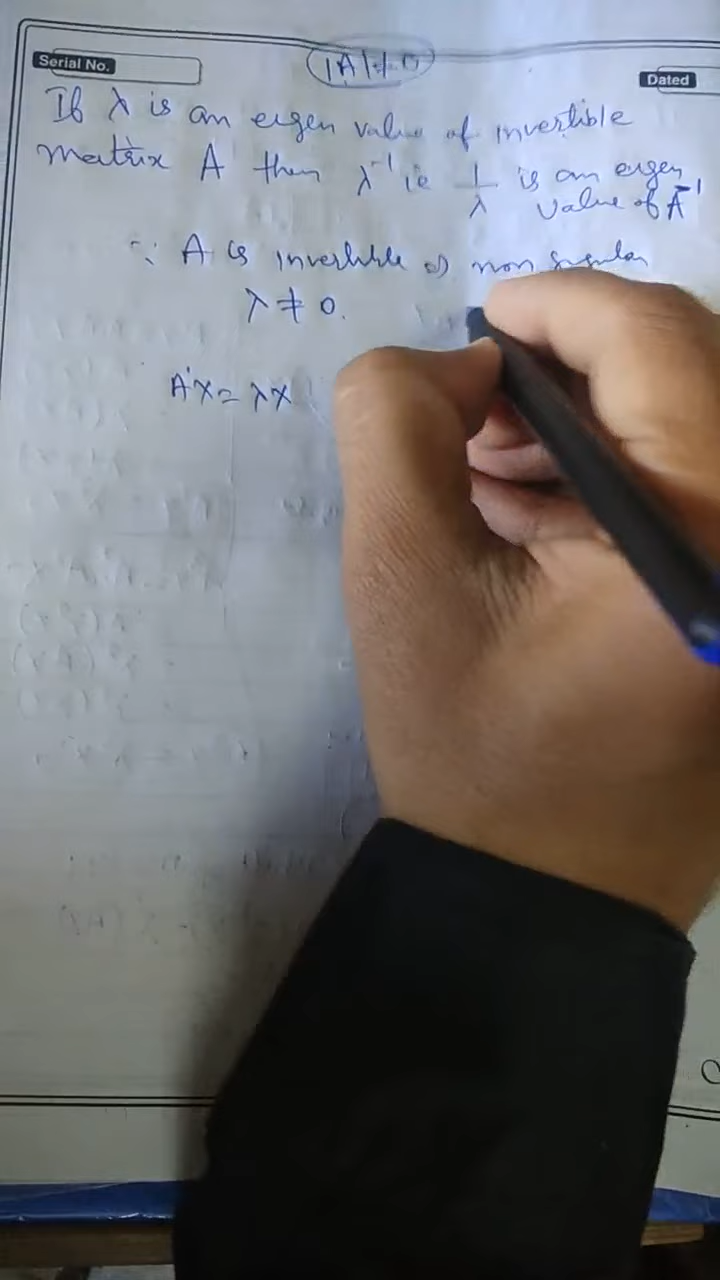 Serial No.
|A| ≠ 0
Dated
If λ is an eigen value of invertible
matrix A then λ⁻¹ ie 1/λ is an eigen
value of A⁻¹
∵ A is invertible or non singular
λ ≠ 0.
AX = λX